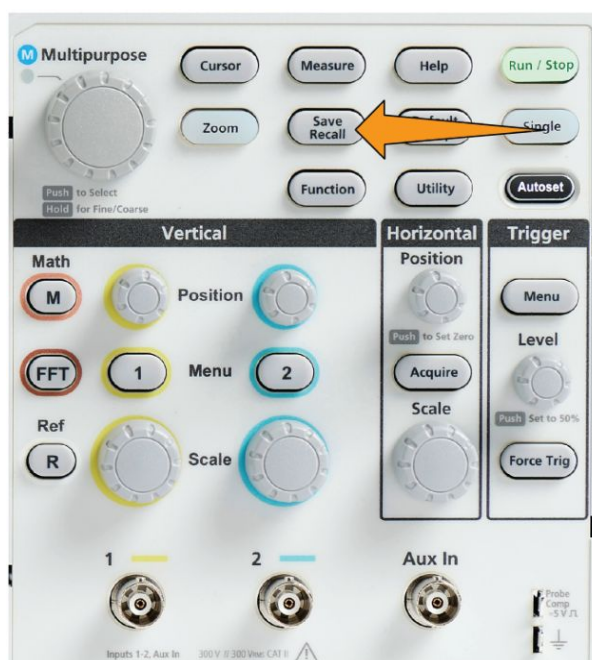 M Multipurpose
Cursor
Measure
Help
Run / Stop
Zoom
Save
Recall
Default
Single
Push to Select
Hold for Fine/Coarse
Function
Utility
Autoset
Vertical
Horizontal
Trigger
Math
M
Position
Position
Push to Set Zero
Menu
FFT
1
Menu
2
Acquire
Level
Push Set to 50%
Ref
R
Scale
Scale
Force Trig
1
2
Aux In
Inputs 1-2, Aux In
Probe
Comp
~5 V